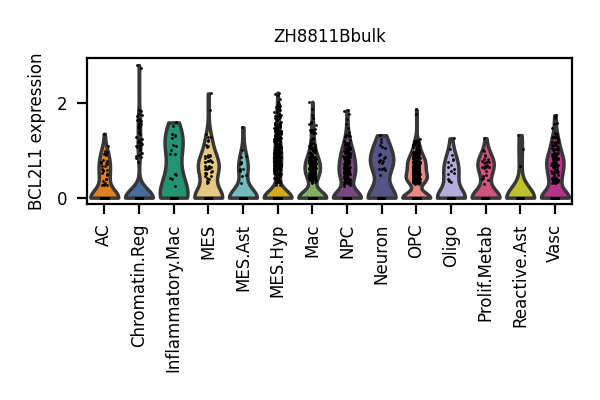 ZH8811Bbulk
BCL2L1 expression
2
0
AC
Chromatin.Reg
Inflammatory.Mac
MES
MES.Ast
MES.Hyp
Mac
NPC
Neuron
OPC
Oligo
Prolif.Metab
Reactive.Ast
Vasc